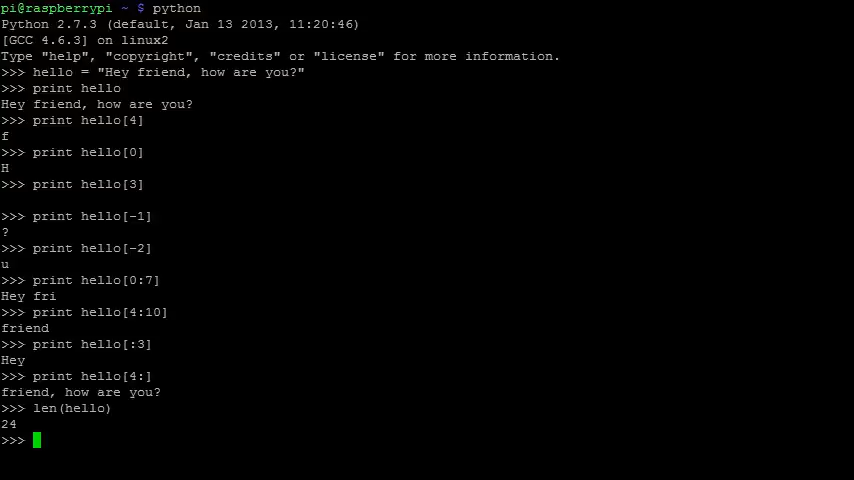 pi@raspberrypi ~ $ python
Python 2.7.3 (default, Jan 13 2013, 11:20:46)
[GCC 4.6.3] on linux2
Type "help", "copyright", "credits" or "license" for more information.
>>> hello = "Hey friend, how are you?"
>>> print hello
Hey friend, how are you?
>>> print hello[4]
f
>>> print hello[0]
H
>>> print hello[3]

>>> print hello[-1]
?
>>> print hello[-2]
u
>>> print hello[0:7]
Hey fri
>>> print hello[4:10]
friend
>>> print hello[:3]
Hey
>>> print hello[4:]
friend, how are you?
>>> len(hello)
24
>>>